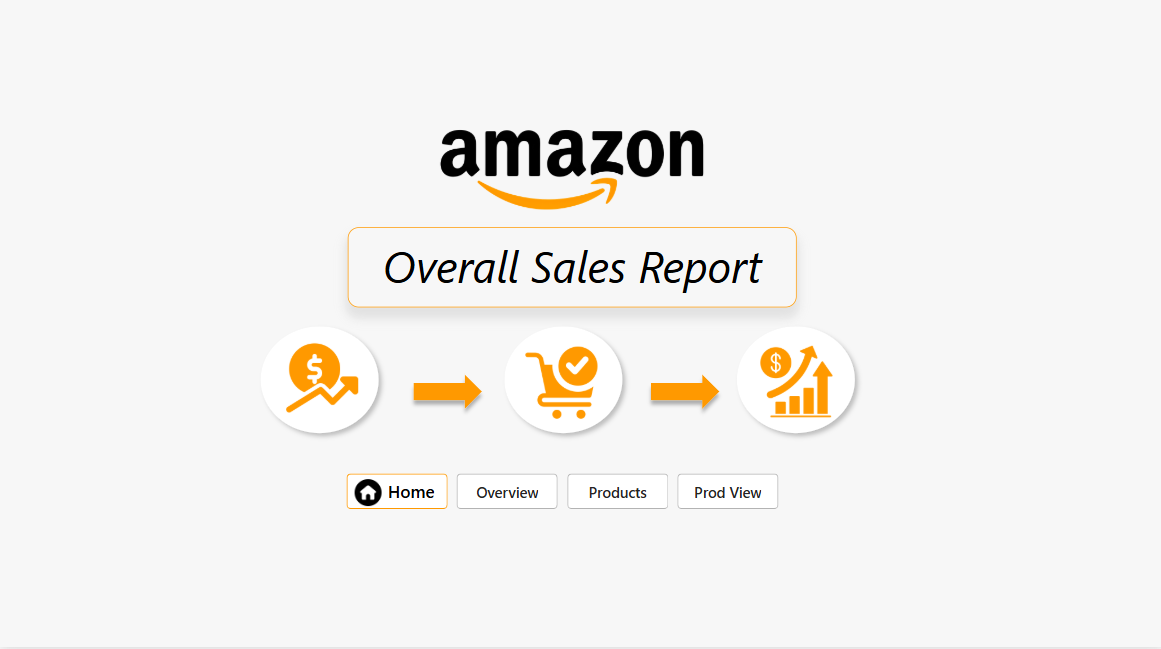 amazon
Overall Sales Report
$
$
Home
Overview
Products
Prod View